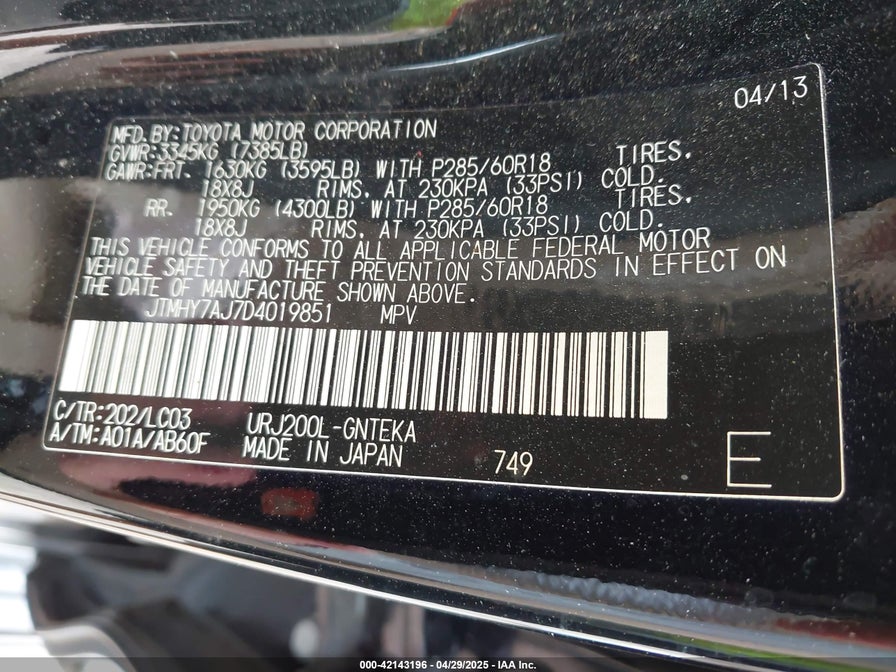 04/13
MFD.BY:TOYOTA MOTOR CORPORATION
GVWR:3345KG (7385LB)
GAWR:FRT. 1630KG (3595LB) WITH P285/60R18 TIRES,
18X8J RIMS, AT 230KPA (33PSI) COLD.
RR. 1950KG (4300LB) WITH P285/60R18 TIRES,
18X8J RIMS, AT 230KPA (33PSI) COLD.
THIS VEHICLE CONFORMS TO ALL APPLICABLE FEDERAL MOTOR
VEHICLE SAFETY AND THEFT PREVENTION STANDARDS IN EFFECT ON
THE DATE OF MANUFACTURE SHOWN ABOVE.
JTMHY7AJ7D4019851 MPV
C/TR:202/LC03 URJ200L-GNTEKA
A/TM:A01A/AB60F MADE IN JAPAN 749 E
000-42143196 - 04/29/2025 - IAA Inc.